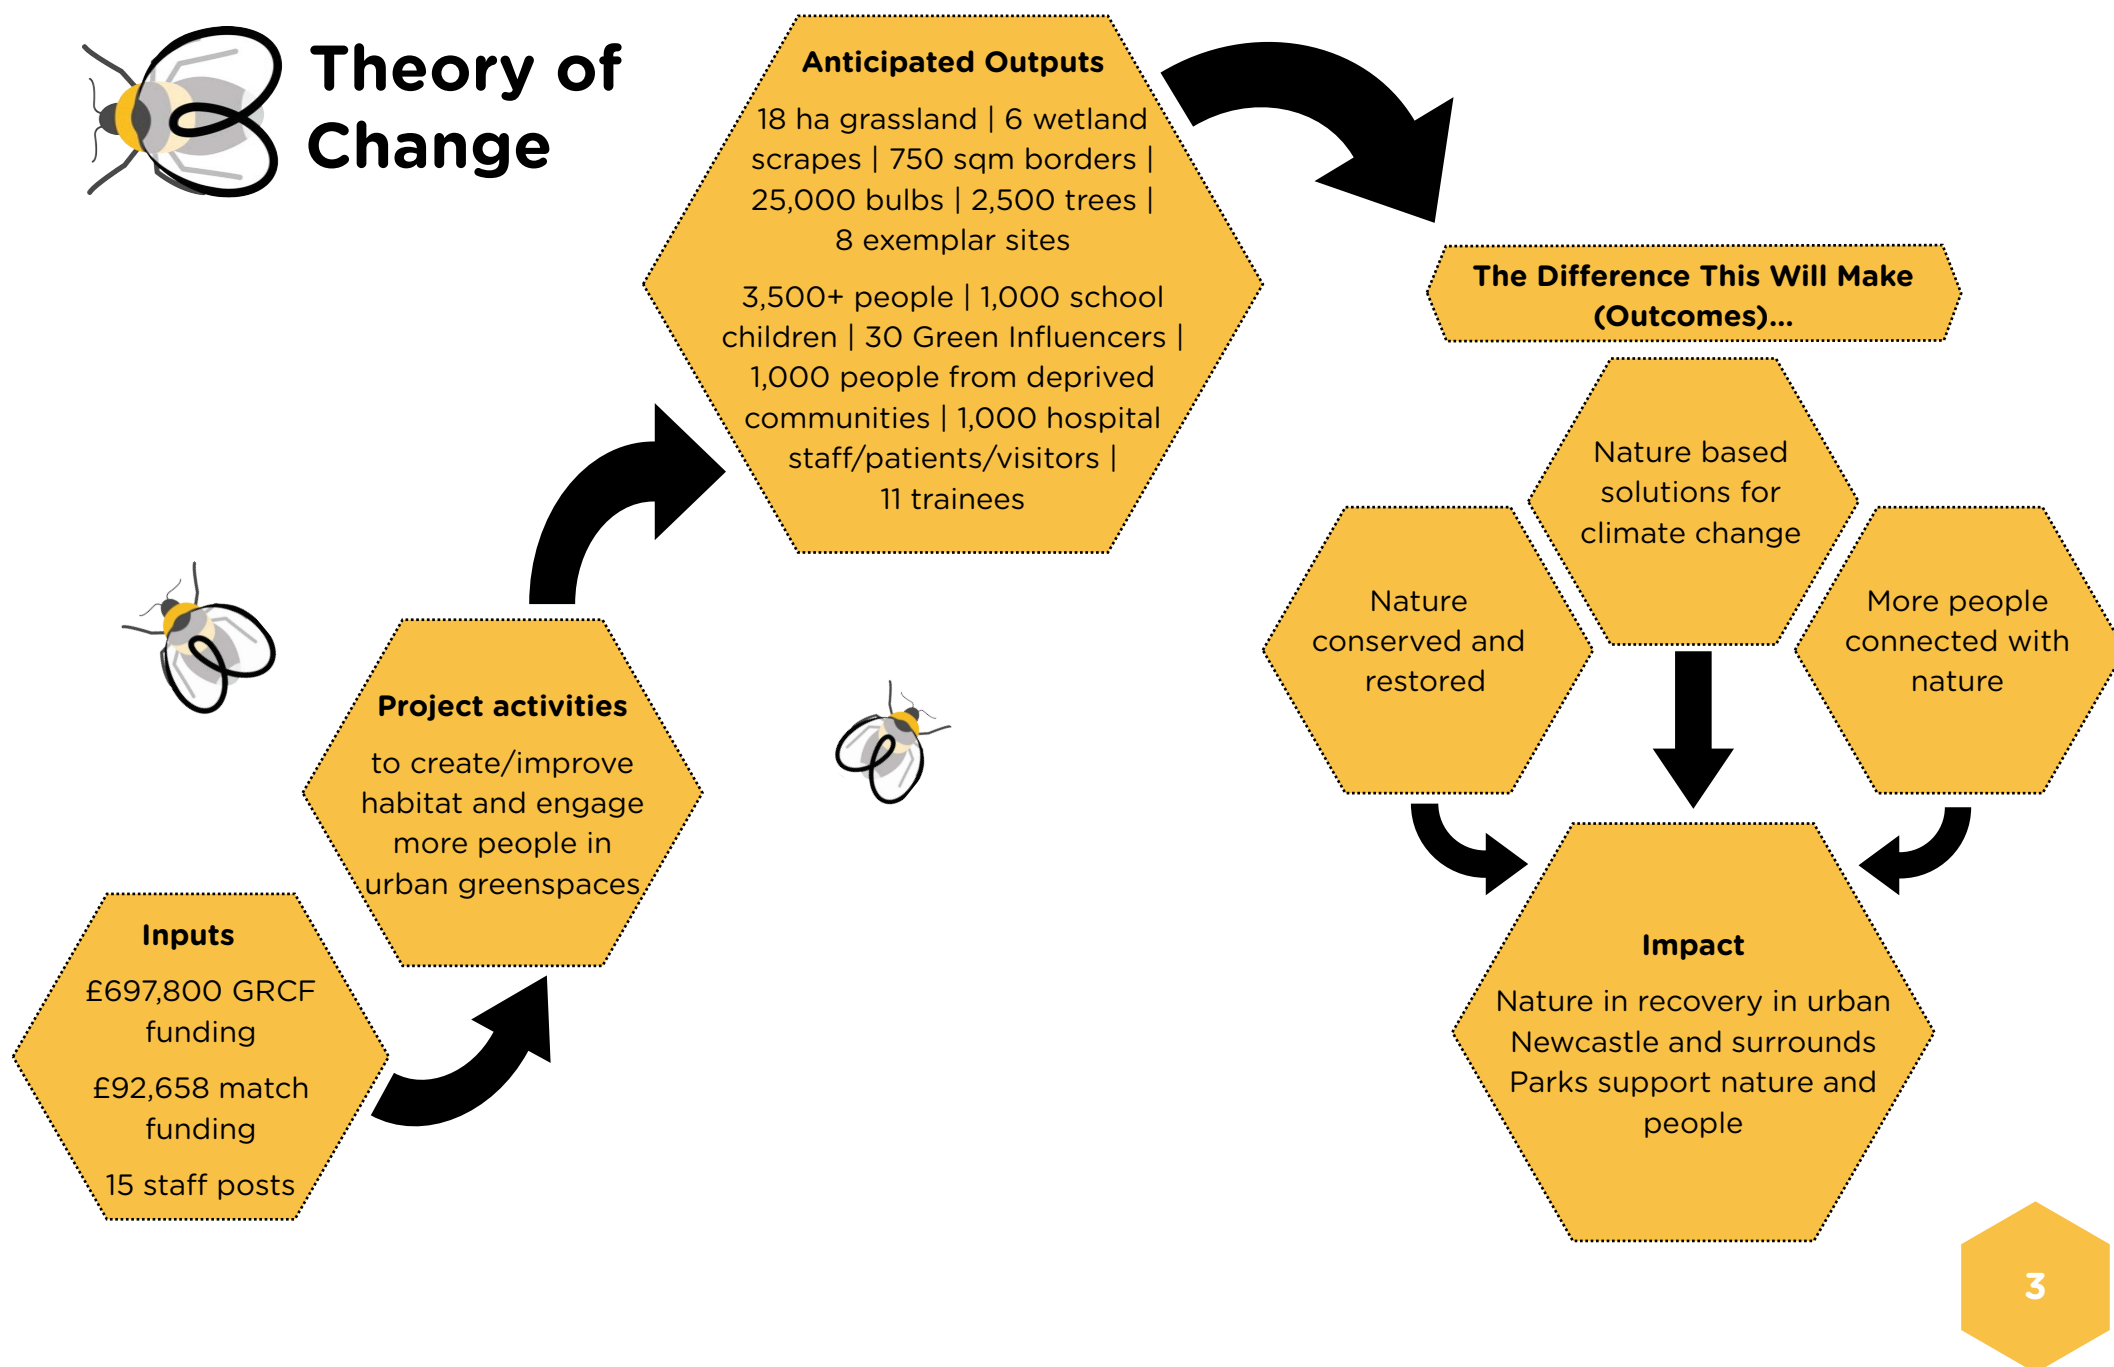 Theory of
Change
Anticipated Outputs
18 ha grassland | 6 wetland
scrapes | 750 sqm borders |
25,000 bulbs | 2,500 trees |
8 exemplar sites
3,500+ people | 1,000 school
children | 30 Green Influencers |
1,000 people from deprived
communities | 1,000 hospital
staff/patients/visitors |
11 trainees
The Difference This Will Make
(Outcomes)...
Nature based
solutions for
climate change
Nature
conserved and
restored
More people
connected with
nature
Project activities
to create/improve
habitat and engage
more people in
urban greenspaces
Inputs
£697,800 GRCF
funding
£92,658 match
funding
15 staff posts
Impact
Nature in recovery in urban
Newcastle and surrounds
Parks support nature and
people
3